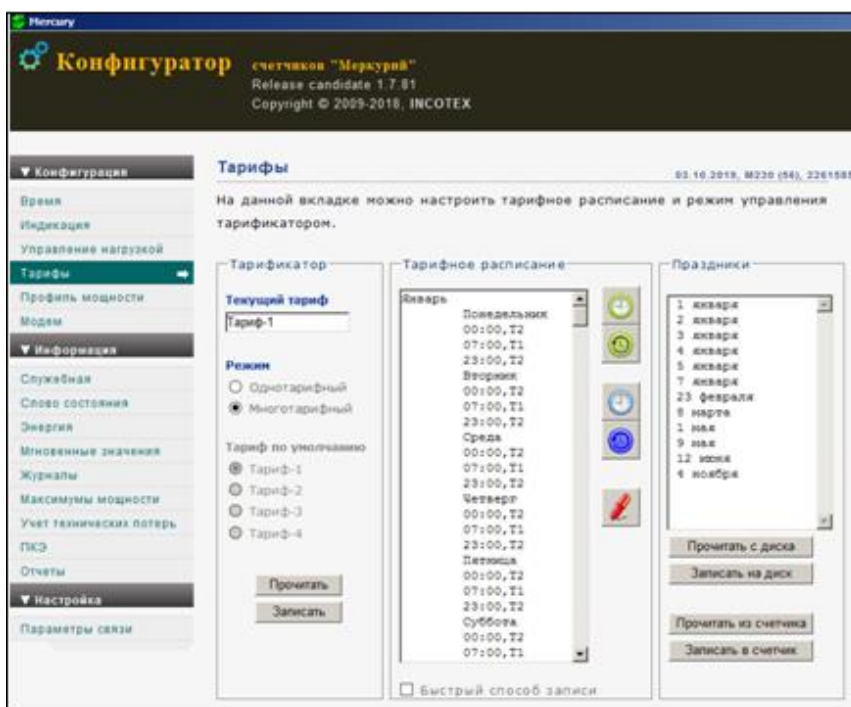 Mercury
Конфигуратор счетчиков "Меркурий"
Release candidate 1.7.81
Copyright © 2009-2018, INCOTEX
▼ Конфигурация
Время
Индикация
Управление нагрузкой
Тарифы
Профиль мощности
Модем
▼ Информация
Служебная
Слово состояния
Энергия
Мгновенные значения
Журналы
Максимумы мощности
Учет технических потерь
ПКЭ
Отчеты
▼ Настройка
Параметры связи
Тарифы
На данной вкладке можно настроить тарифное расписание и режим управления
тарификатором.
Тарификатор
Текущий тариф
Тариф-1
Режим
Однотарифный
Многотарифный
Тариф по умолчанию
Тариф-1
Тариф-2
Тариф-3
Тариф-4
Прочитать
Записать
Тарифное расписание
Январь
Понедельник
00:00,T2
07:00,T1
23:00,T2
Вторник
00:00,T2
07:00,T1
23:00,T2
Среда
00:00,T2
07:00,T1
23:00,T2
Четверг
00:00,T2
07:00,T1
23:00,T2
Пятница
00:00,T2
07:00,T1
23:00,T2
Суббота
00:00,T2
07:00,T1
Быстрый способ записи
Праздники
1 января
2 января
3 января
4 января
5 января
7 января
23 февраля
8 марта
1 мая
9 мая
12 июня
4 ноября
Прочитать с диска
Записать на диск
Прочитать из счетчика
Записать в счетчик